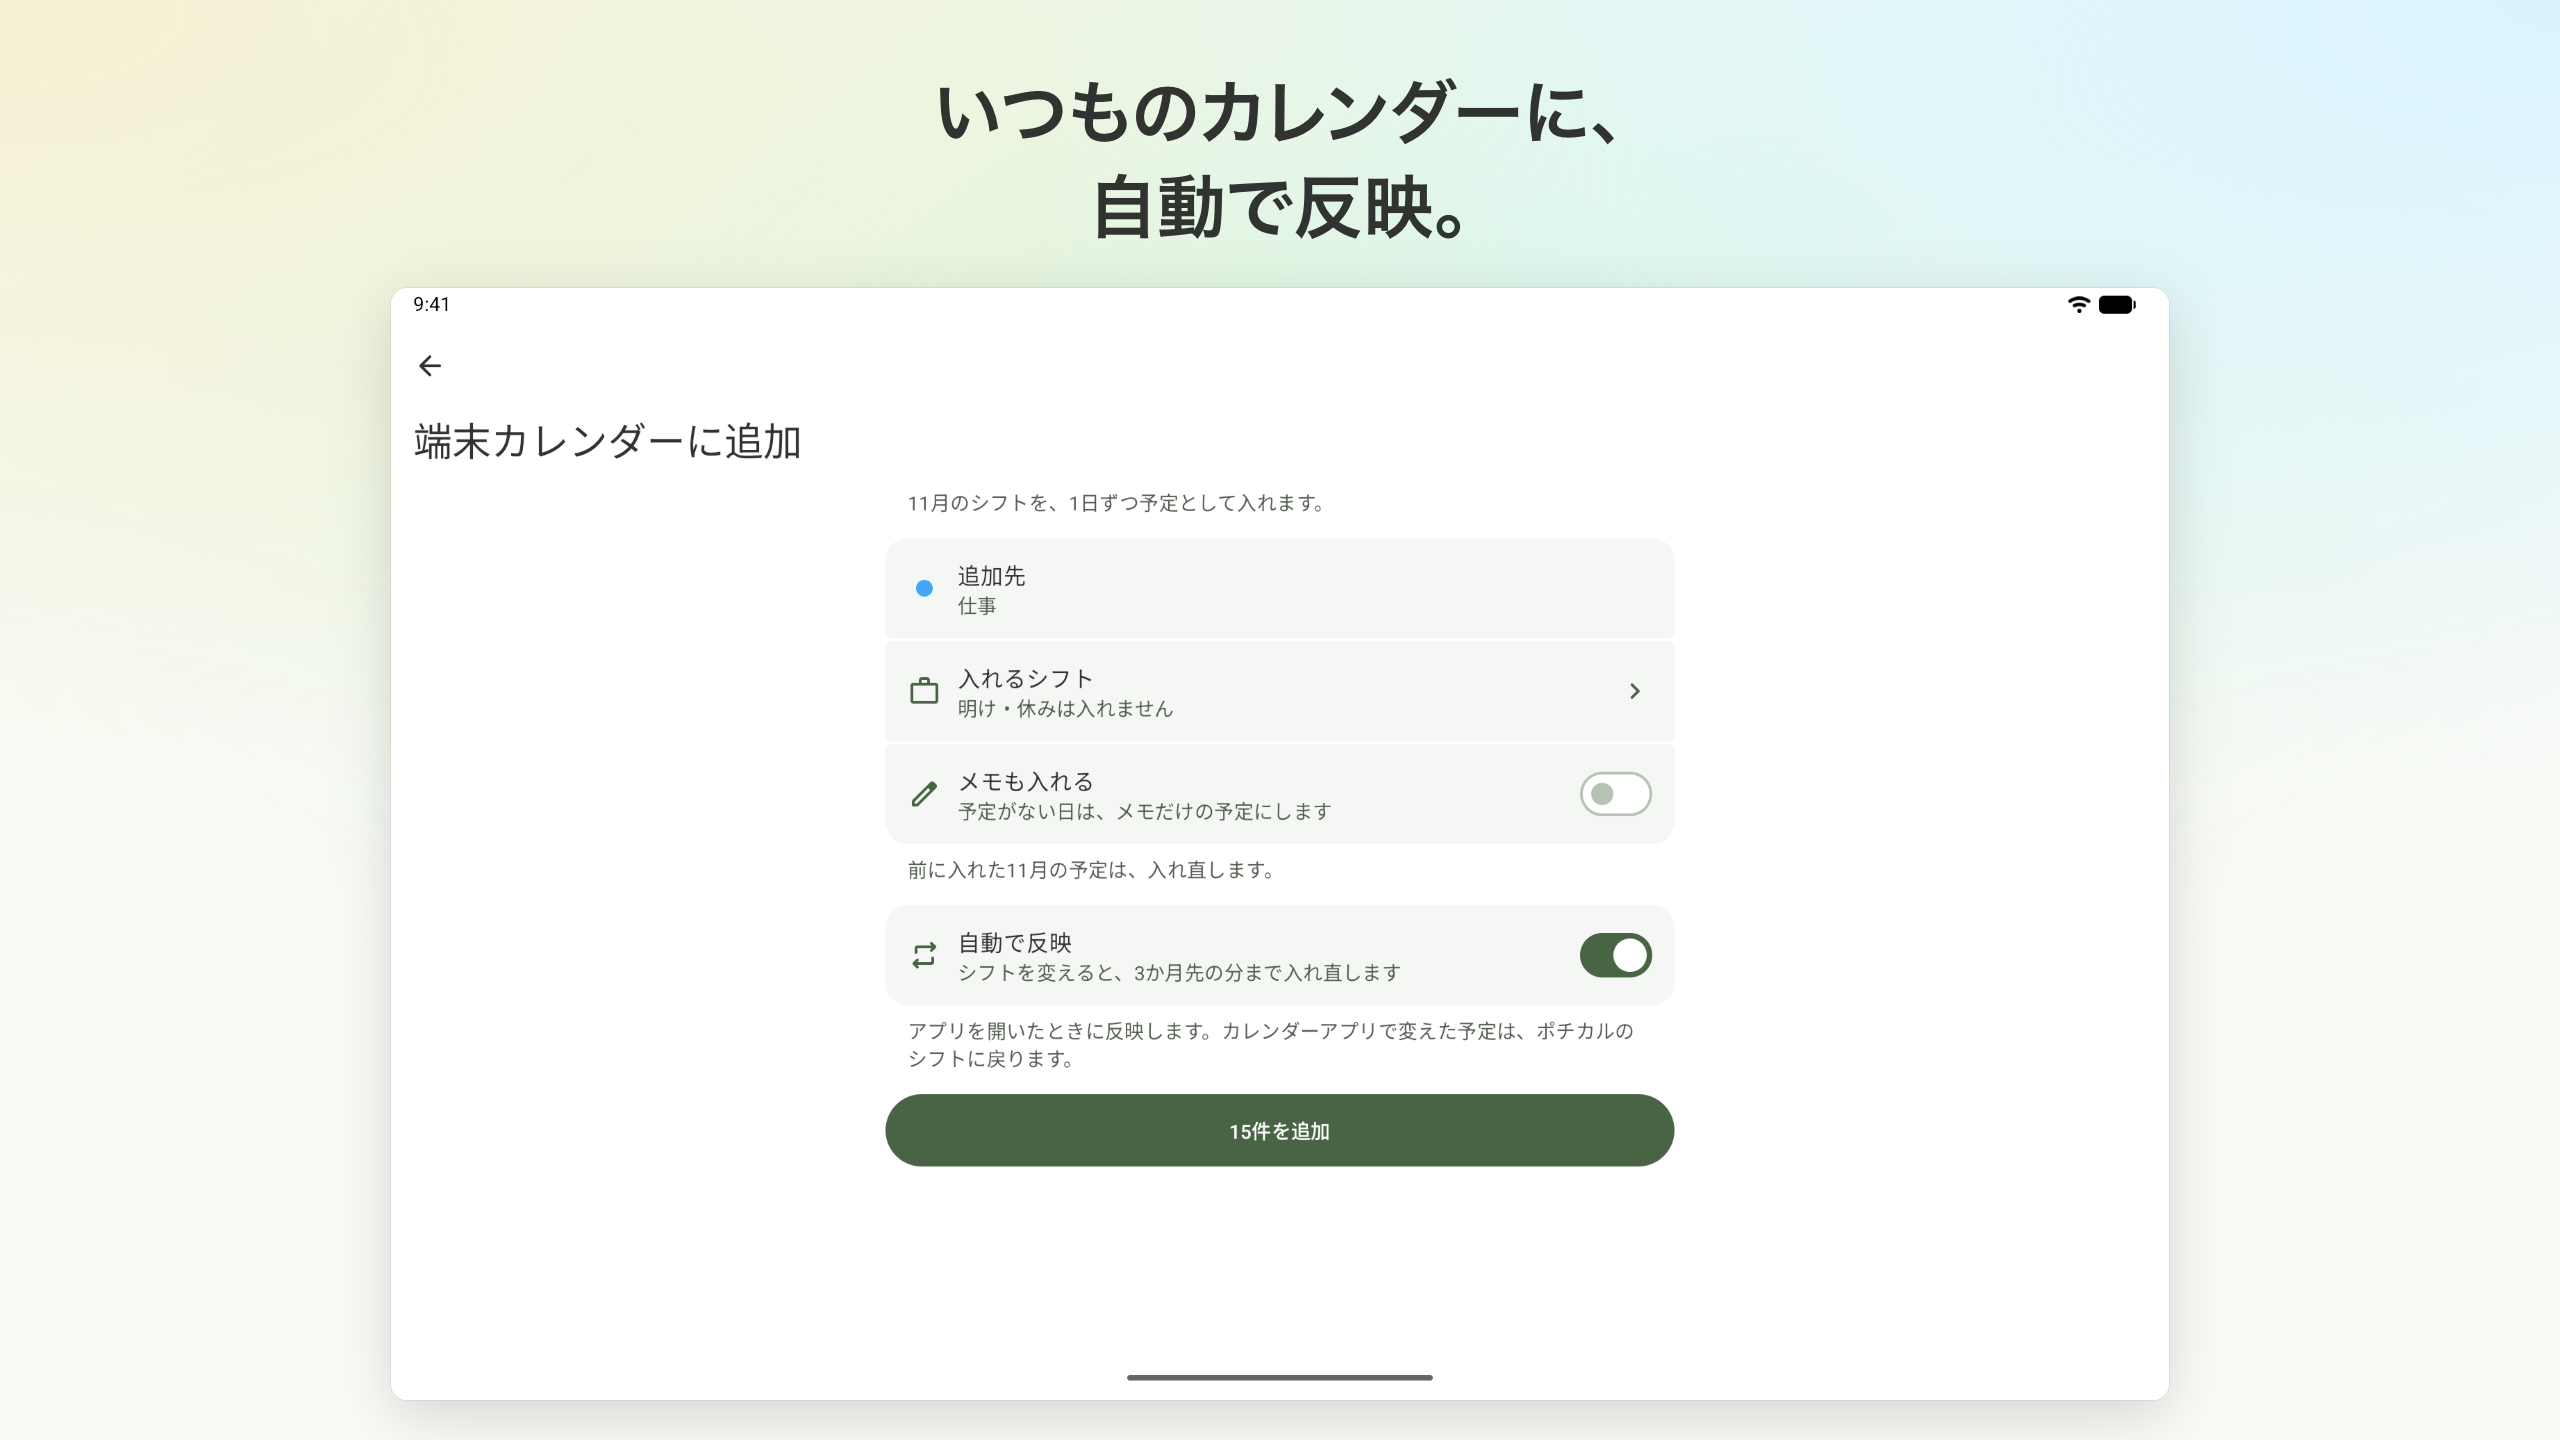 いつものカレンダーに、
自動で反映。
9:41
端末カレンダーに追加
11月のシフトを、1日ずつ予定として入れます。
追加先
仕事
入れるシフト
明け・休みは入れません
メモも入れる
予定がない日は、メモだけの予定にします
前に入れた11月の予定は、入れ直します。
自動で反映
シフトを変えると、3か月先の分まで入れ直します
アプリを開いたときに反映します。カレンダーアプリで変えた予定は、ポチカルの
シフトに戻ります。
15件を追加